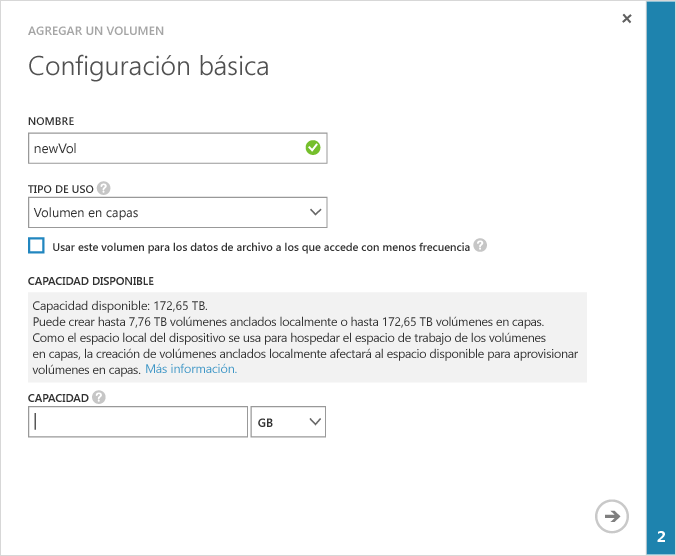 AGREGAR UN VOLUMEN
Configuración básica
NOMBRE
newVol
TIPO DE USO ?
Volumen en capas
Usar este volumen para los datos de archivo a los que accede con menos frecuencia ?
CAPACIDAD DISPONIBLE
Capacidad disponible: 172,65 TB.
Puede crear hasta 7,76 TB volúmenes anclados localmente o hasta 172,65 TB volúmenes en capas.
Como el espacio local del dispositivo se usa para hospedar el espacio de trabajo de los volúmenes
en capas, la creación de volúmenes anclados localmente afectará al espacio disponible para aprovisionar
volúmenes en capas. Más información.
CAPACIDAD ?
GB
2